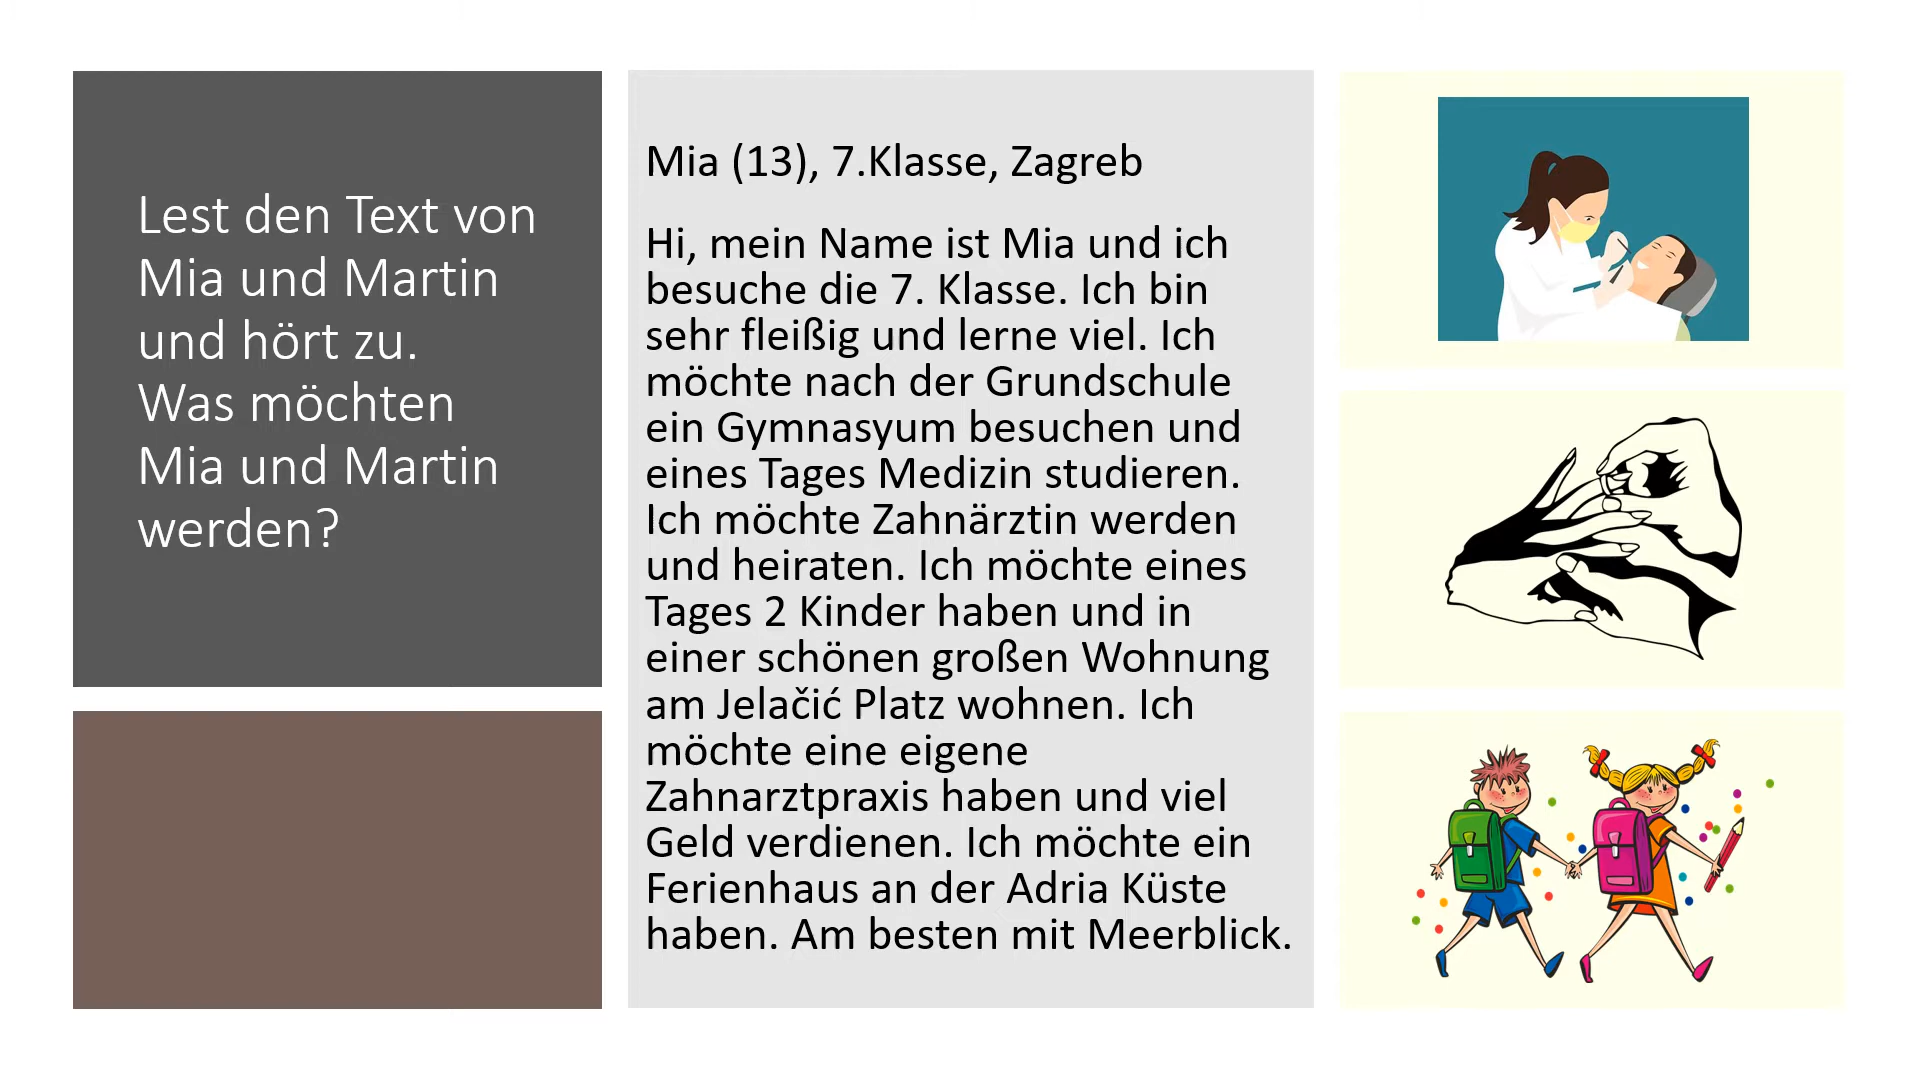 Lest den Text von
Mia und Martin
und hört zu.
Was möchten
Mia und Martin
werden?
Mia (13), 7.Klasse, Zagreb
Hi, mein Name ist Mia und ich
besuche die 7. Klasse. Ich bin
sehr fleißig und lerne viel. Ich
möchte nach der Grundschule
ein Gymnasyum besuchen und
eines Tages Medizin studieren.
Ich möchte Zahnärztin werden
und heiraten. Ich möchte eines
Tages 2 Kinder haben und in
einer schönen großen Wohnung
am Jelačić Platz wohnen. Ich
möchte eine eigene
Zahnarztpraxis haben und viel
Geld verdienen. Ich möchte ein
Ferienhaus an der Adria Küste
haben. Am besten mit Meerblick.